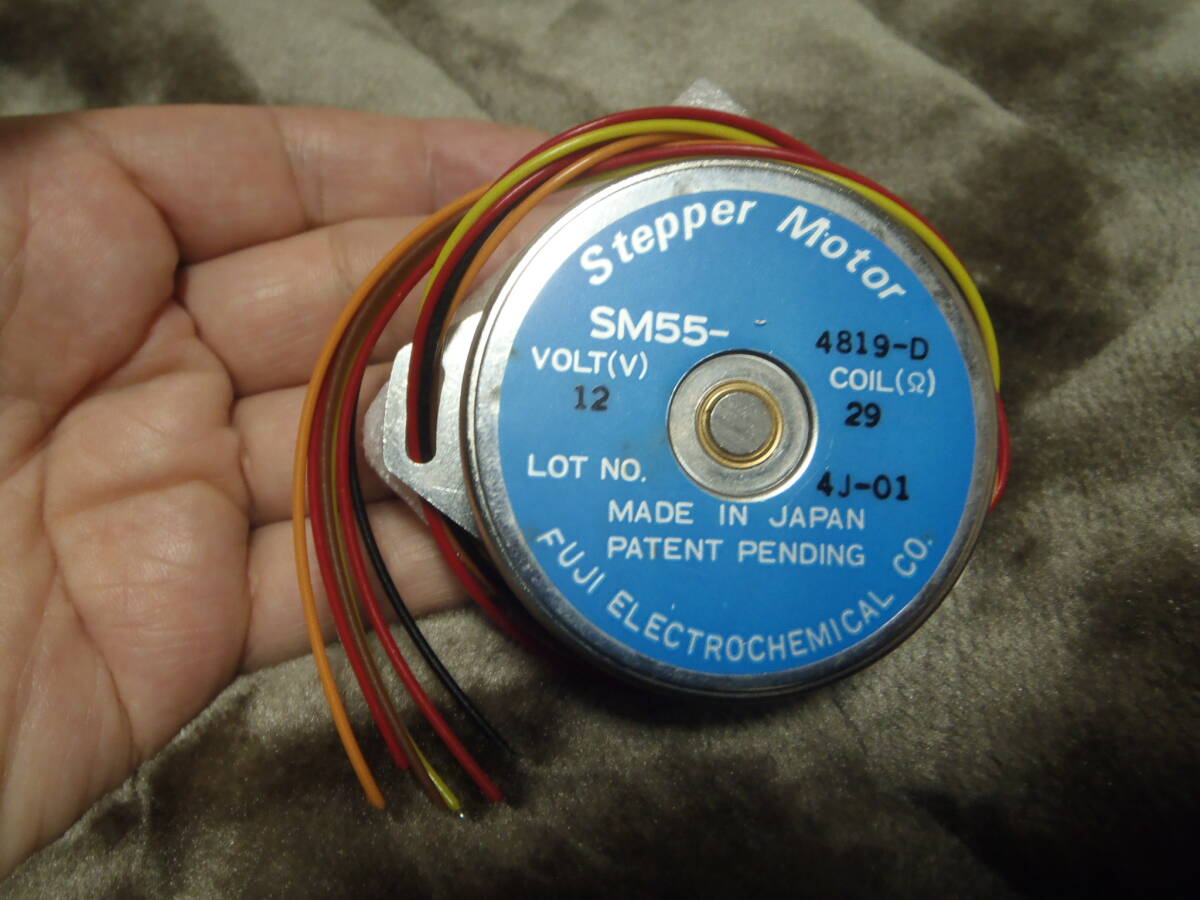 Stepper Motor
SM55- 4819-D
VOLT(V) COIL(Ω)
12 29
LOT NO. 4J-01
MADE IN JAPAN
PATENT PENDING
FUJI ELECTROCHEMICAL CO.